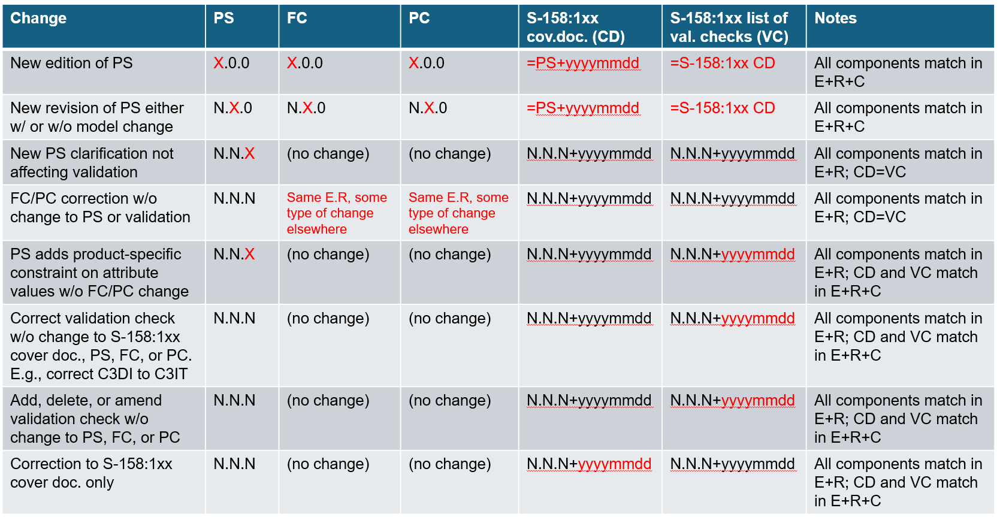 Change
PS
FC
PC
S-158:1xx
cov.doc. (CD)
S-158:1xx list of
val. checks (VC)
Notes
New edition of PS
X.0.0
X.0.0
X.0.0
=PS+yyyymmdd
=S-158:1xx CD
All components match in
E+R+C
New revision of PS either
w/ or w/o model change
N.X.0
N.X.0
N.X.0
=PS+yyyymmdd
=S-158:1xx CD
All components match in
E+R+C
New PS clarification not
affecting validation
N.N.X
(no change)
(no change)
N.N.N+yyyymmdd
N.N.N+yyyymmdd
All components match in
E+R; CD=VC
FC/PC correction w/o
change to PS or validation
N.N.N
Same E.R, some
type of change
elsewhere
Same E.R, some
type of change
elsewhere
N.N.N+yyyymmdd
N.N.N+yyyymmdd
All components match in
E+R; CD=VC
PS adds product-specific
constraint on attribute
values w/o FC/PC change
N.N.X
(no change)
(no change)
N.N.N+yyyymmdd
N.N.N+yyyymmdd
All components match in
E+R; CD and VC match
in E+R+C
Correct validation check
w/o change to S-158:1xx
cover doc., PS, FC, or PC.
E.g., correct C3DI to C3IT
N.N.N
(no change)
(no change)
N.N.N+yyyymmdd
N.N.N+yyyymmdd
All components match in
E+R; CD and VC match
in E+R+C
Add, delete, or amend
validation check w/o
change to PS, FC, or PC
N.N.N
(no change)
(no change)
N.N.N+yyyymmdd
N.N.N+yyyymmdd
All components match in
E+R; CD and VC match
in E+R+C
Correction to S-158:1xx
cover doc. only
N.N.N
(no change)
(no change)
N.N.N+yyyymmdd
N.N.N+yyyymmdd
All components match in
E+R; CD and VC match
in E+R+C